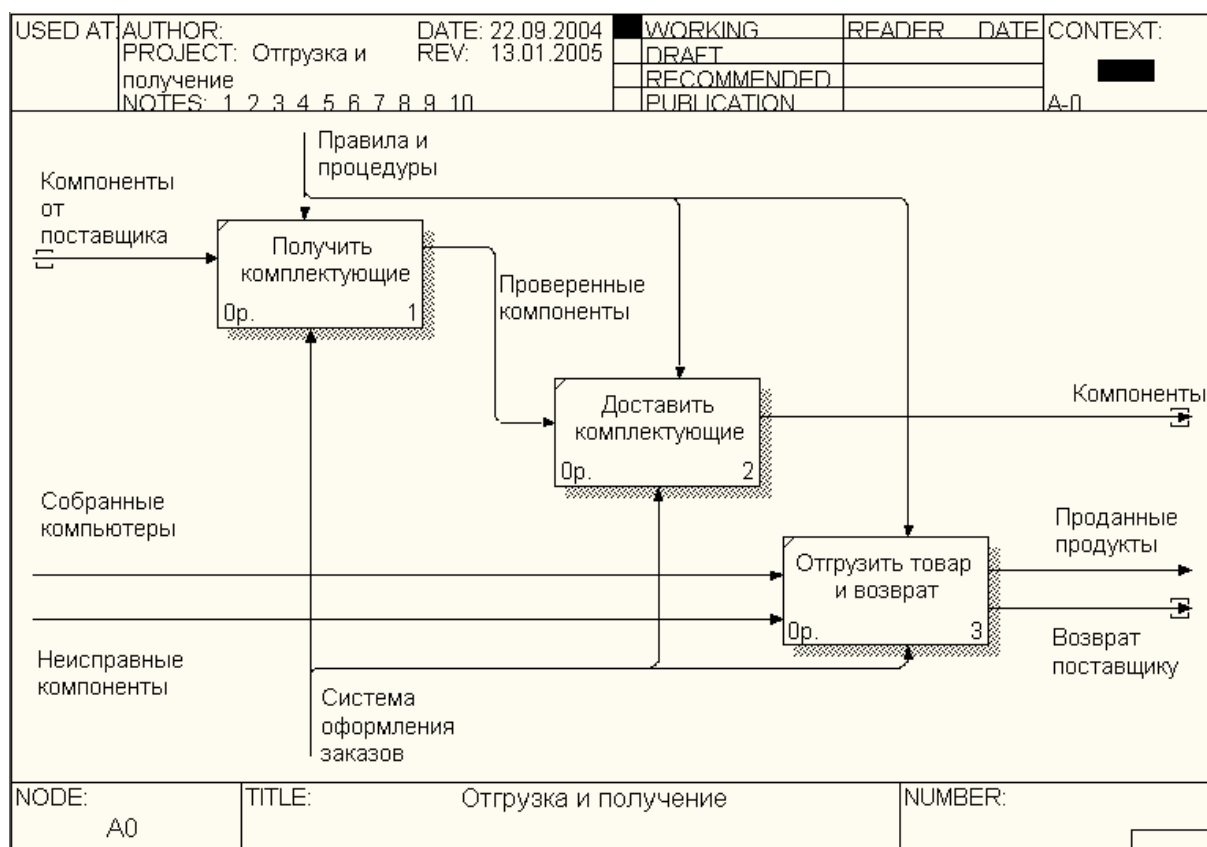 USED AT:
AUTHOR:
DATE: 22.09.2004
PROJECT: Отгрузка и
REV: 13.01.2005
получение
NOTES: 1 2 3 4 5 6 7 8 9 10
WORKING
DRAFT
RECOMMENDED
PUBLICATION
READER
DATE
CONTEXT:
A-0
Правила и
процедуры
Компоненты
от
поставщика
Получить
комплектующие
0р.
1
Проверенные
компоненты
Доставить
комплектующие
0р.
2
Компоненты
Собранные
компьютеры
Проданные
продукты
Отгрузить товар
и возврат
0р.
3
Неисправные
компоненты
Возврат
поставщику
Система
оформления
заказов
NODE:
A0
TITLE:
Отгрузка и получение
NUMBER: